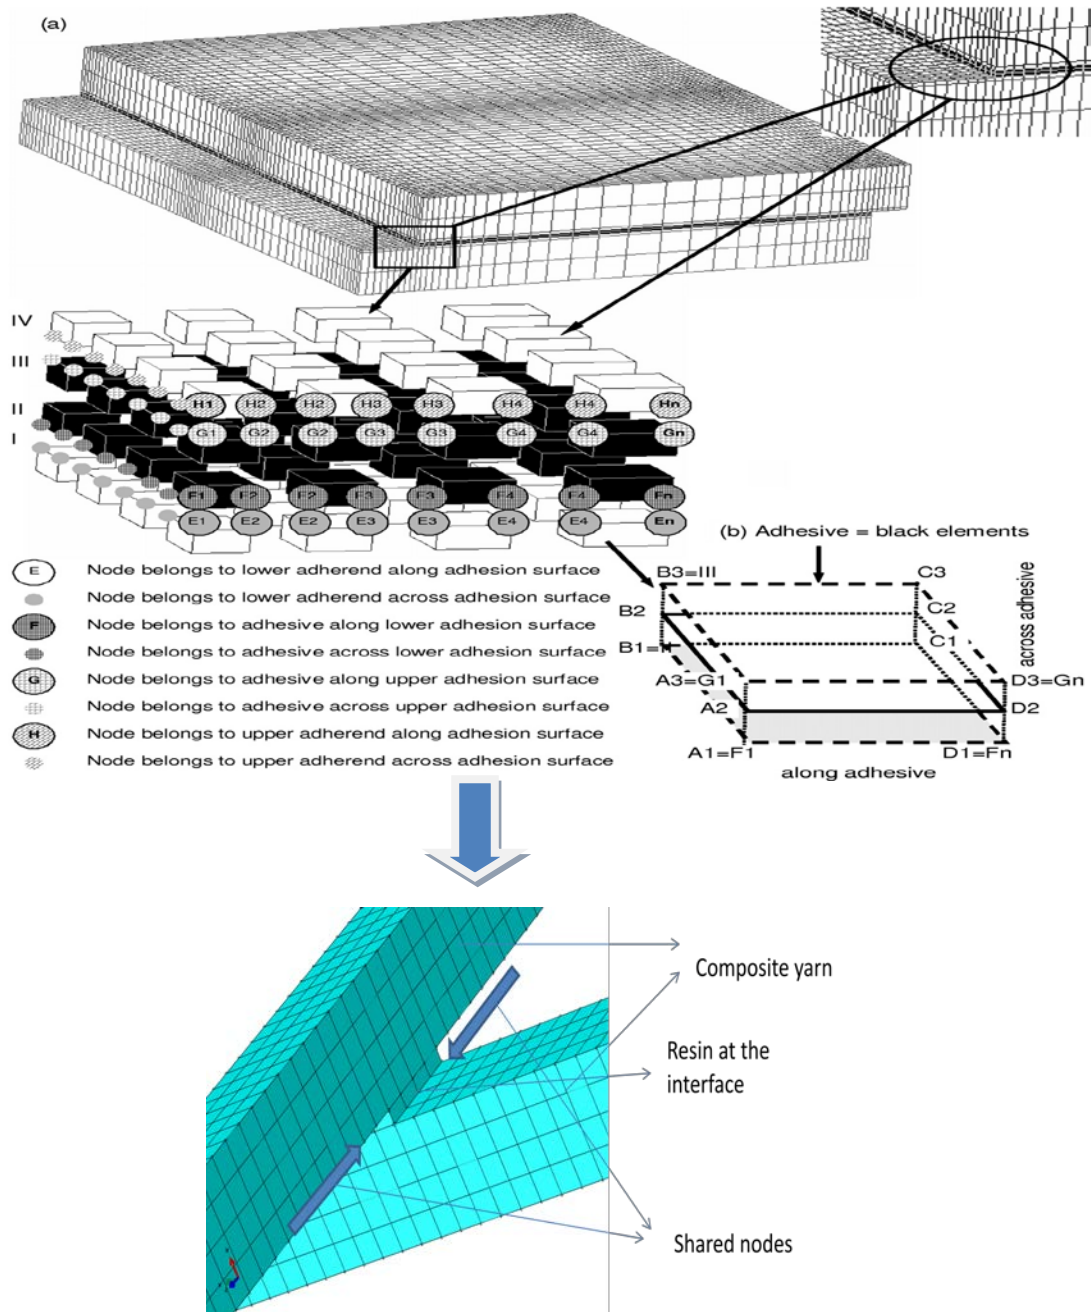 (a)
IV
III
II
I
H1 H2 H2 H3 H3 H4 H4 Hn
G1 G2 G2 G3 G3 G4 G4 Gn
F1 F2 F2 F3 F3 F4 F4 Fn
E1 E2 E2 E3 E3 E4 E4 En
E Node belongs to lower adherend along adhesion surface
Node belongs to lower adherend across adhesion surface
F Node belongs to adhesive along lower adhesion surface
Node belongs to adhesive across lower adhesion surface
G Node belongs to adhesive along upper adhesion surface
Node belongs to adhesive across upper adhesion surface
H Node belongs to upper adherend along adhesion surface
Node belongs to upper adherend across adhesion surface
(b) Adhesive = black elements
B3=III C3
B2 C2
B1= C1
A3=G1 D3=Gn
A2 D2
A1=F1 D1=Fn
along adhesive
across adhesive
Composite yarn
Resin at the
interface
Shared nodes